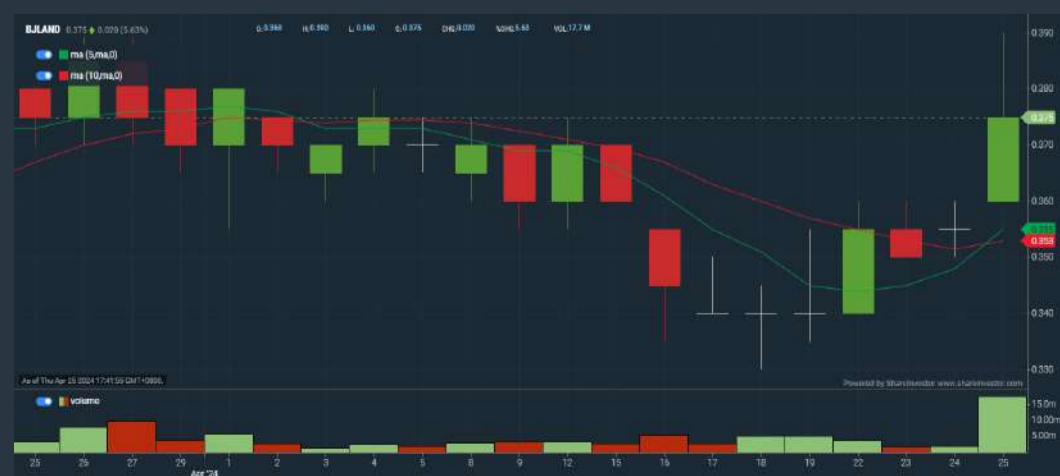 BJLAND 0.375 0.020 (5.63%) O:0.360 H:0.390 L:0.360 C:0.375 CHG:0.020 %CHG:5.63 VOL:17.7 M
ma (5,ma,0)
ma (10,ma,0)
0.390
0.380
0.375
0.370
0.360
0.355
0.353
0.350
0.340
0.330
As of Thu Apr 25 2024 17:41:55 GMT+0800.
Powered by ShareInvestor www.shareinvestor.com
volume
15.0m
10.00m
5.00m
25 26 27 29 1 2 3 4 5 8 9 12 15 16 17 18 19 22 23 24 25
Apr '24